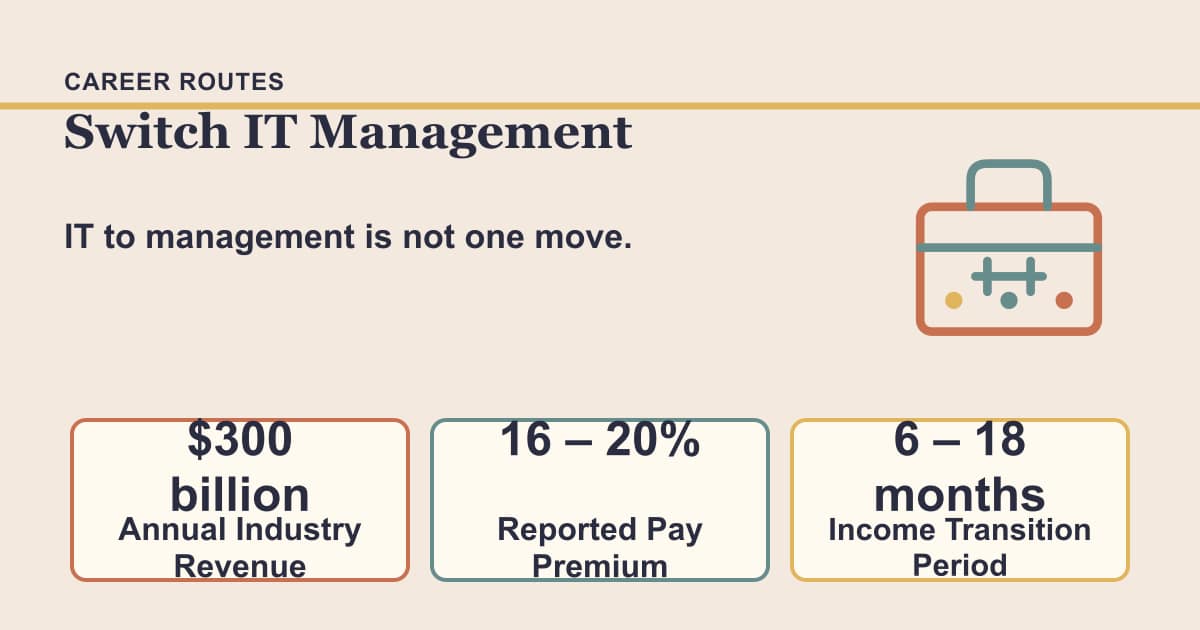 CAREER ROUTES
Switch IT Management
IT to management is not one move.
$300
billion
Annual Industry
Revenue
16 – 20%
Reported Pay
Premium
6 – 18
months
Income Transition
Period